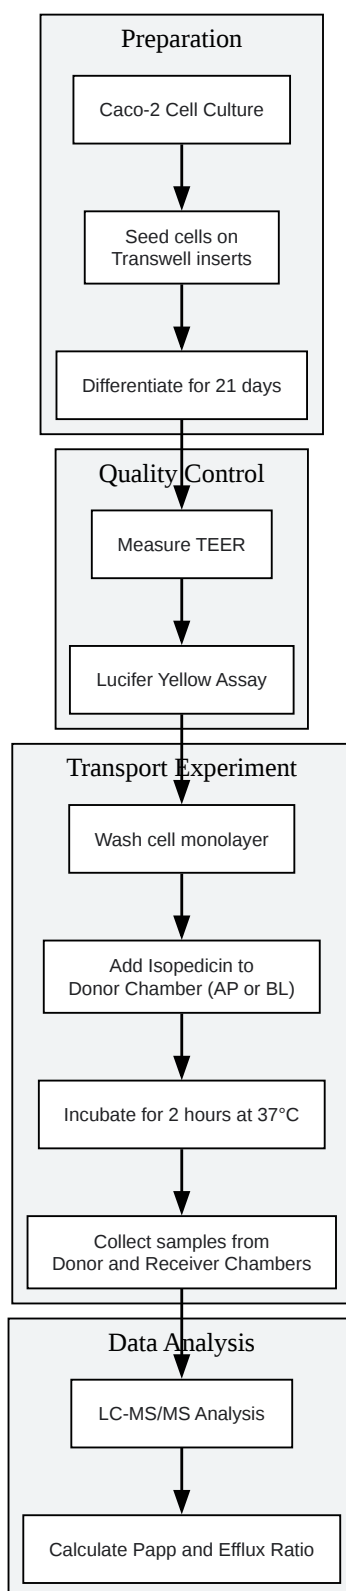 Preparation
Caco-2 Cell Culture
Seed cells on
Transwell inserts
Differentiate for 21 days
Quality Control
Measure TEER
Lucifer Yellow Assay
Transport Experiment
Wash cell monolayer
Add Isopedicin to
Donor Chamber (AP or BL)
Incubate for 2 hours at 37°C
Collect samples from
Donor and Receiver Chambers
Data Analysis
LC-MS/MS Analysis
Calculate Papp and Efflux Ratio